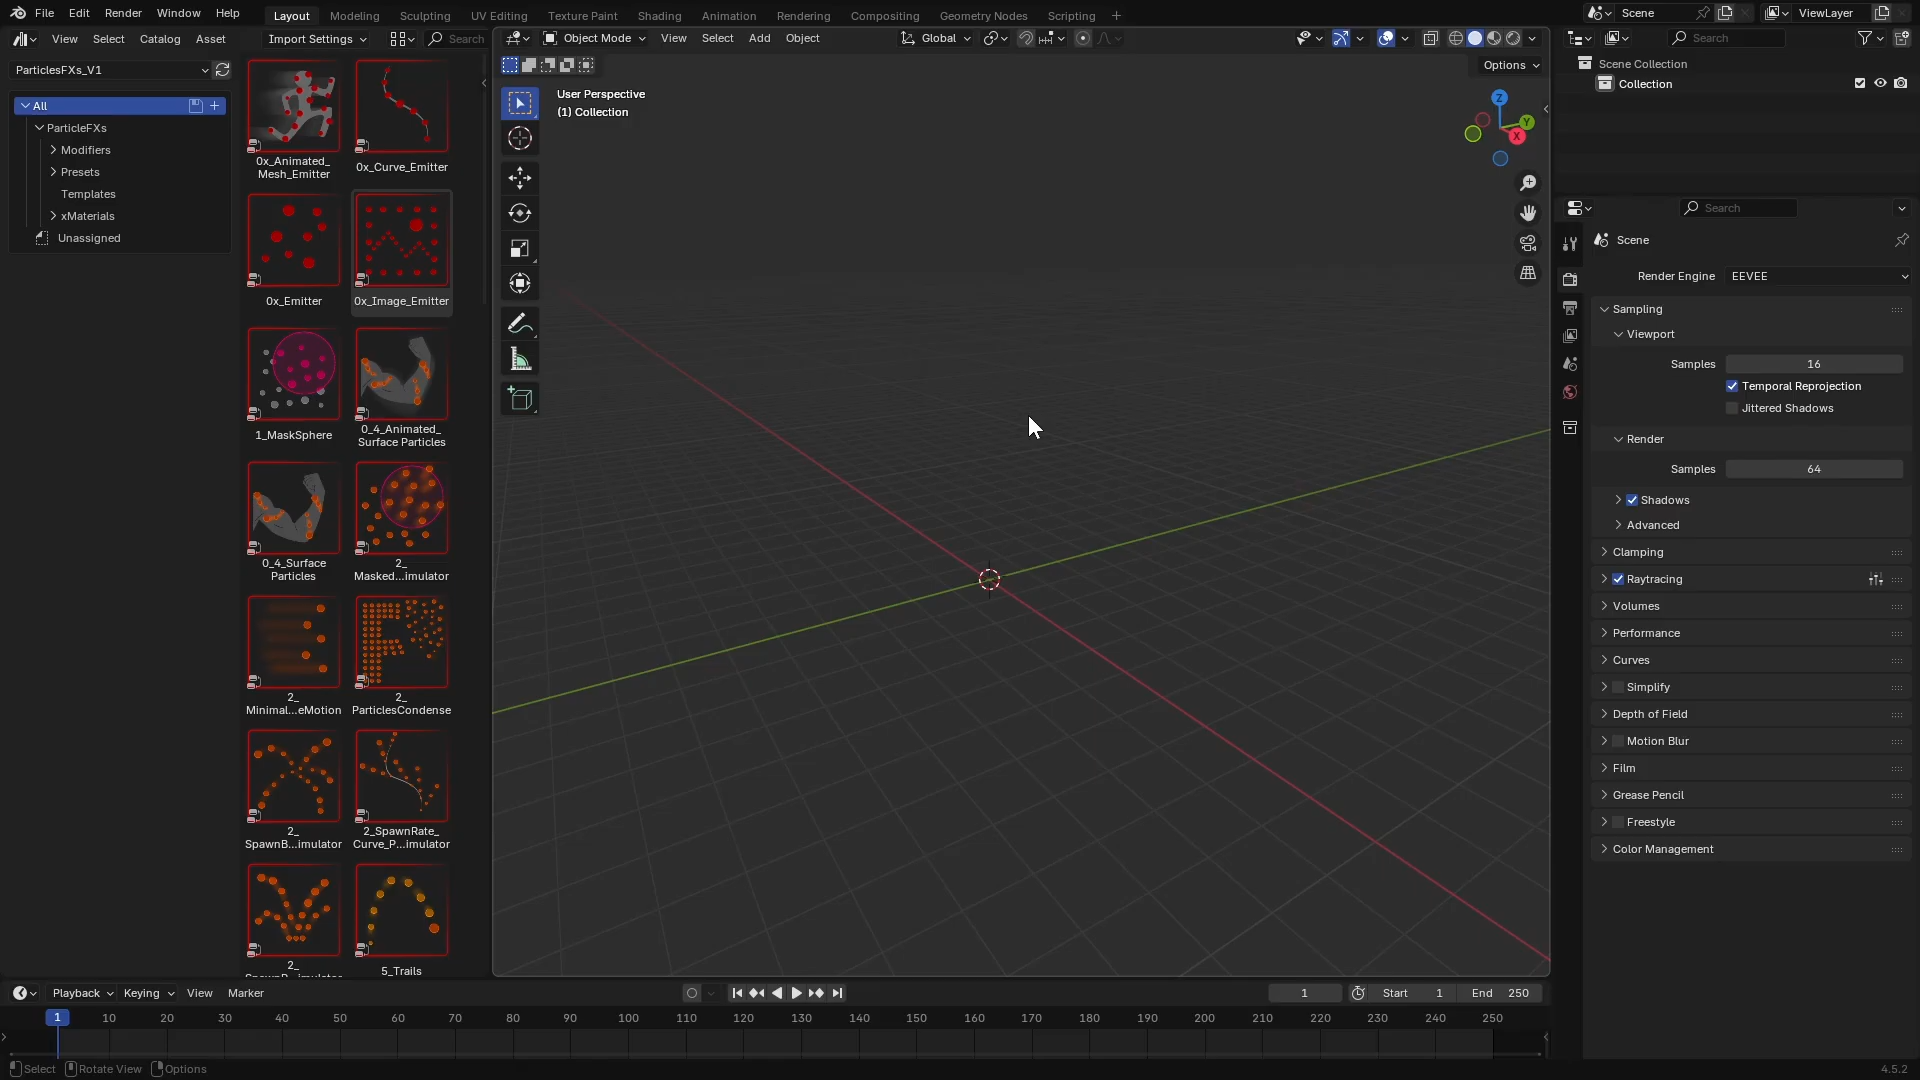 File Edit Render Window Help Layout Modeling Sculpting UV Editing Texture Paint Shading Animation Rendering Compositing Geometry Nodes Scripting + Scene ViewLayer
View Select Catalog Asset Import Settings Search Object Mode View Select Add Object Global Search
ParticlesFXs_V1 Options Scene Collection
Collection
All
ParticleFXs
Modifiers
Presets
Templates
xMaterials
Unassigned
0x_Animated_
Mesh_Emitter
0x_Curve_Emitter
0x_Emitter
0x_Image_Emitter
1_MaskSphere
0_4_Animated_
Surface Particles
0_4_Surface
Particles
2_
Masked...imulator
2_
Minimal...eMotion
2_
ParticlesCondense
2_
SpawnB...imulator
2_SpawnRate_
Curve_P...imulator
2_
5_Trails
User Perspective
(1) Collection
Z
Y
X
Search
Scene
Render Engine EEVEE
Sampling
Viewport
Samples 16
Temporal Reprojection
Jittered Shadows
Render
Samples 64
Shadows
Advanced
Clamping
Raytracing
Volumes
Performance
Curves
Simplify
Depth of Field
Motion Blur
Film
Grease Pencil
Freestyle
Color Management
Playback Keying View Marker 1 Start 1 End 250
1 10 20 30 40 50 60 70 80 90 100 110 120 130 140 150 160 170 180 190 200 210 220 230 240 250
Select Rotate View Options 4.5.2